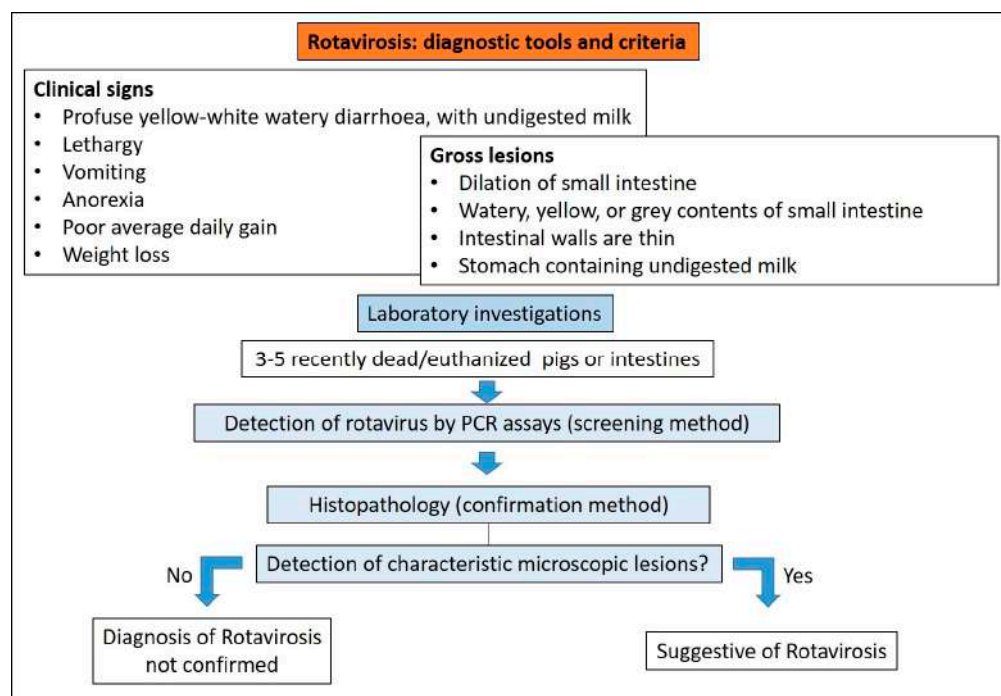 Rotavirosis: diagnostic tools and criteria
Clinical signs
• Profuse yellow-white watery diarrhoea, with undigested milk
• Lethargy
• Vomiting
• Anorexia
• Poor average daily gain
• Weight loss
Gross lesions
• Dilation of small intestine
• Watery, yellow, or grey contents of small intestine
• Intestinal walls are thin
• Stomach containing undigested milk
Laboratory investigations
3-5 recently dead/euthanized pigs or intestines
Detection of rotavirus by PCR assays (screening method)
Histopathology (confirmation method)
Detection of characteristic microscopic lesions?
No
Yes
Diagnosis of Rotavirosis
not confirmed
Suggestive of Rotavirosis